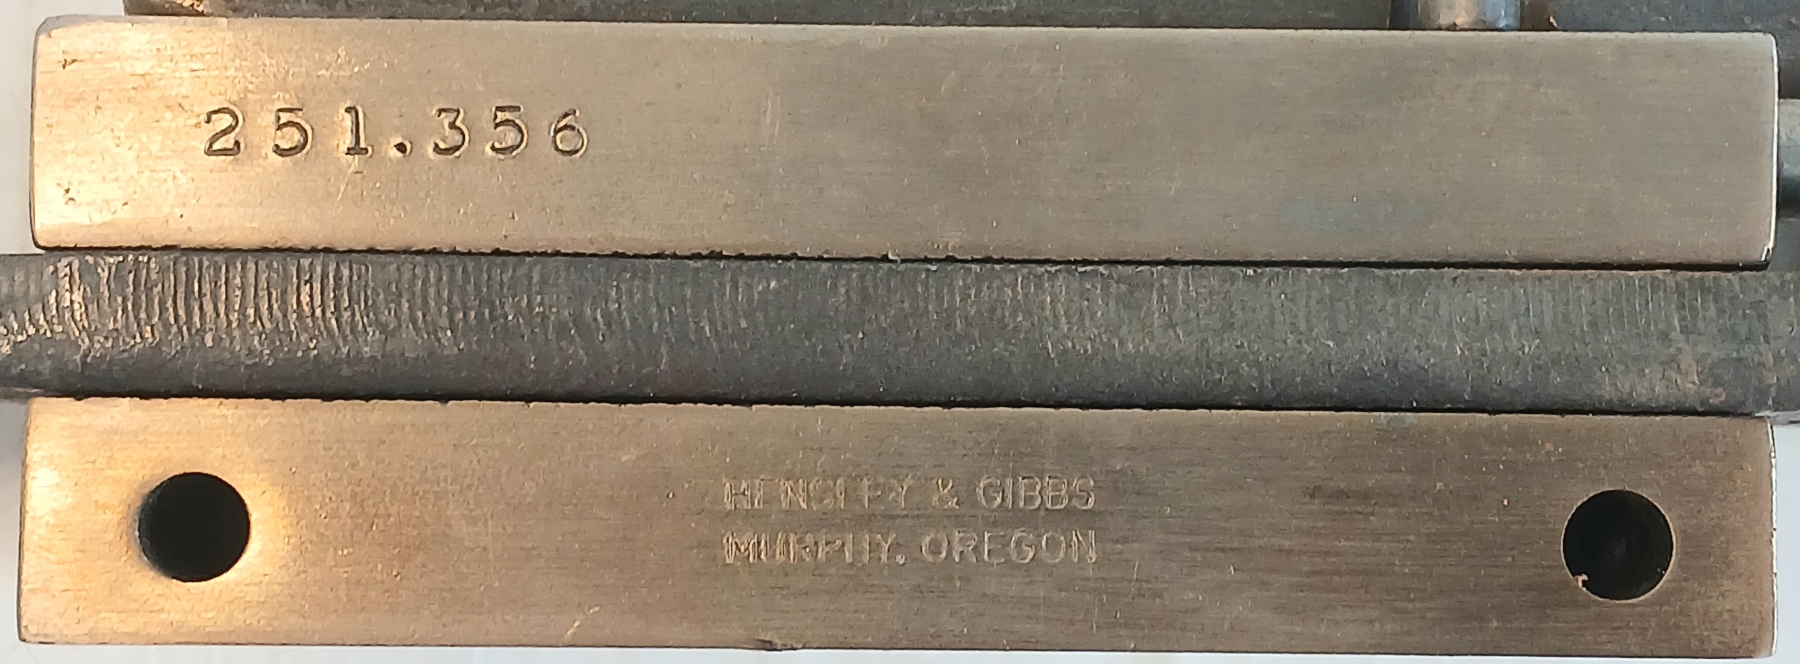 251.356
HENSLEY & GIBBS
MURPHY, OREGON